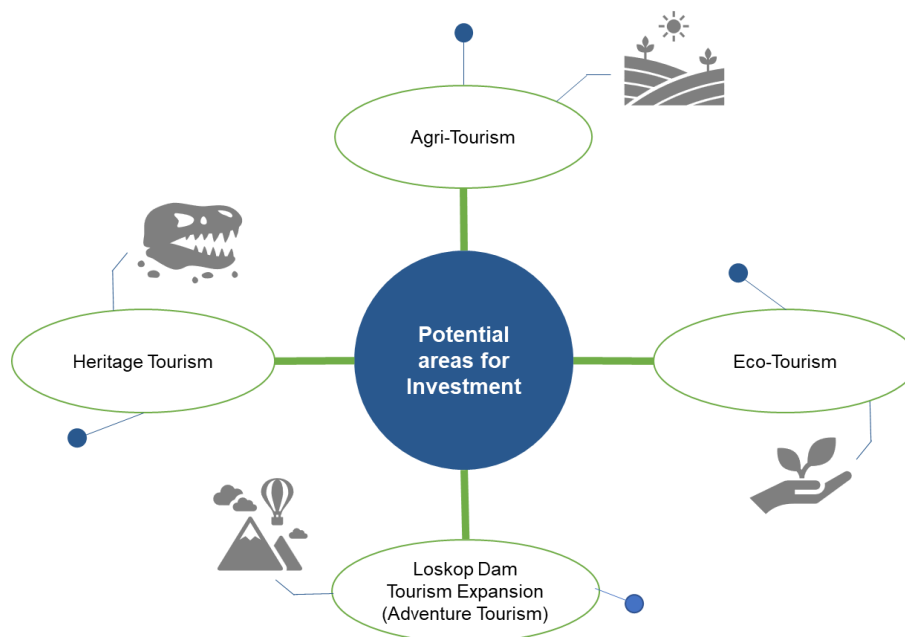 Agri-Tourism
Heritage Tourism
Potential
areas for
Investment
Eco-Tourism
Loskop Dam
Tourism Expansion
(Adventure Tourism)